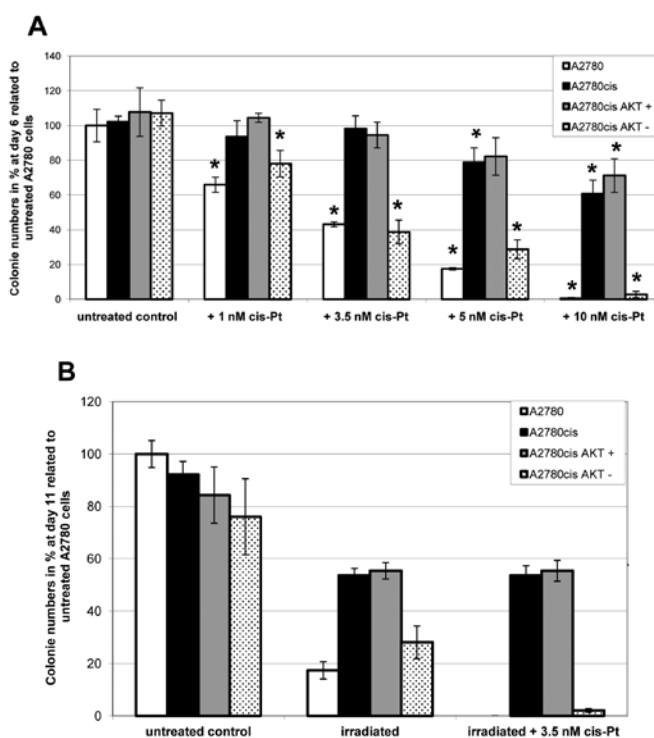 A
Colonie numbers in % at day 6 related to
untreated A2780 cells
140
120
100
80
60
40
20
0
A2780
A2780cis
A2780cis AKT +
A2780cis AKT -
*
*
*
*
*
*
*
*
*
*
*
untreated control
+ 1 nM cis-Pt
+ 3.5 nM cis-Pt
+ 5 nM cis-Pt
+ 10 nM cis-Pt
B
Colonie numbers in % at day 11 related to
untreated A2780 cells
120
100
80
60
40
20
0
A2780
A2780cis
A2780cis AKT +
A2780cis AKT -
untreated control
irradiated
irradiated + 3.5 nM cis-Pt